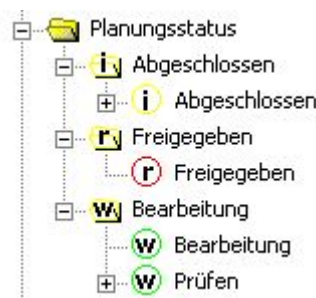 Planungsstatus
i Abgeschlossen
i Abgeschlossen
r Freigegeben
r Freigegeben
w Bearbeitung
w Bearbeitung
w Prüfen